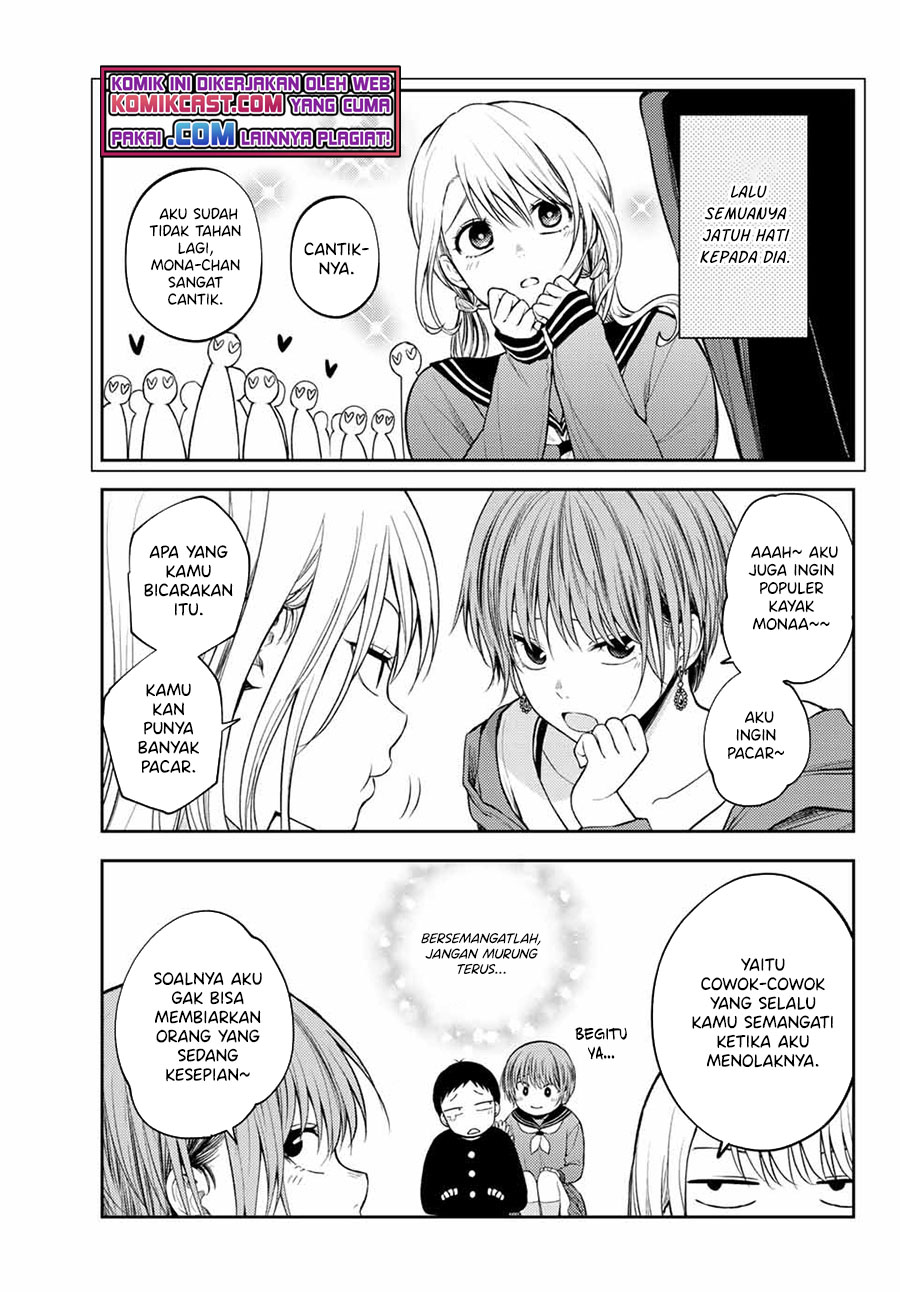 KOMIK INI DIKERJAKAN OLEH WEB
KOMIKCAST.COM YANG CUMA
PAKAI .COM LAINNYA PLAGIAT!
LALU
SEMUANYA
JATUH HATI
KEPADA DIA.
CANTIK-
NYA.
AKU SUDAH
TIDAK TAHAN
LAGI,
MONA-CHAN
SANGAT
CANTIK.
AAAH~ AKU
JUGA INGIN
POPULER
KAYAK
MONAA~~
AKU
INGIN
PACAR~
APA YANG
KAMU
BICARAKAN
ITU.
KAMU
KAN
PUNYA
BANYAK
PACAR.
YAITU
COWOK-COWOK
YANG SELALU
KAMU SEMANGATI
KETIKA AKU
MENOLAKNYA.
BERSEMANGATLAH,
JANGAN MURUNG
TERUS...
BEGITU
YA...
SOALNYA AKU
GAK BISA
MEMBIARKAN
ORANG YANG
SEDANG
KESEPIAN~